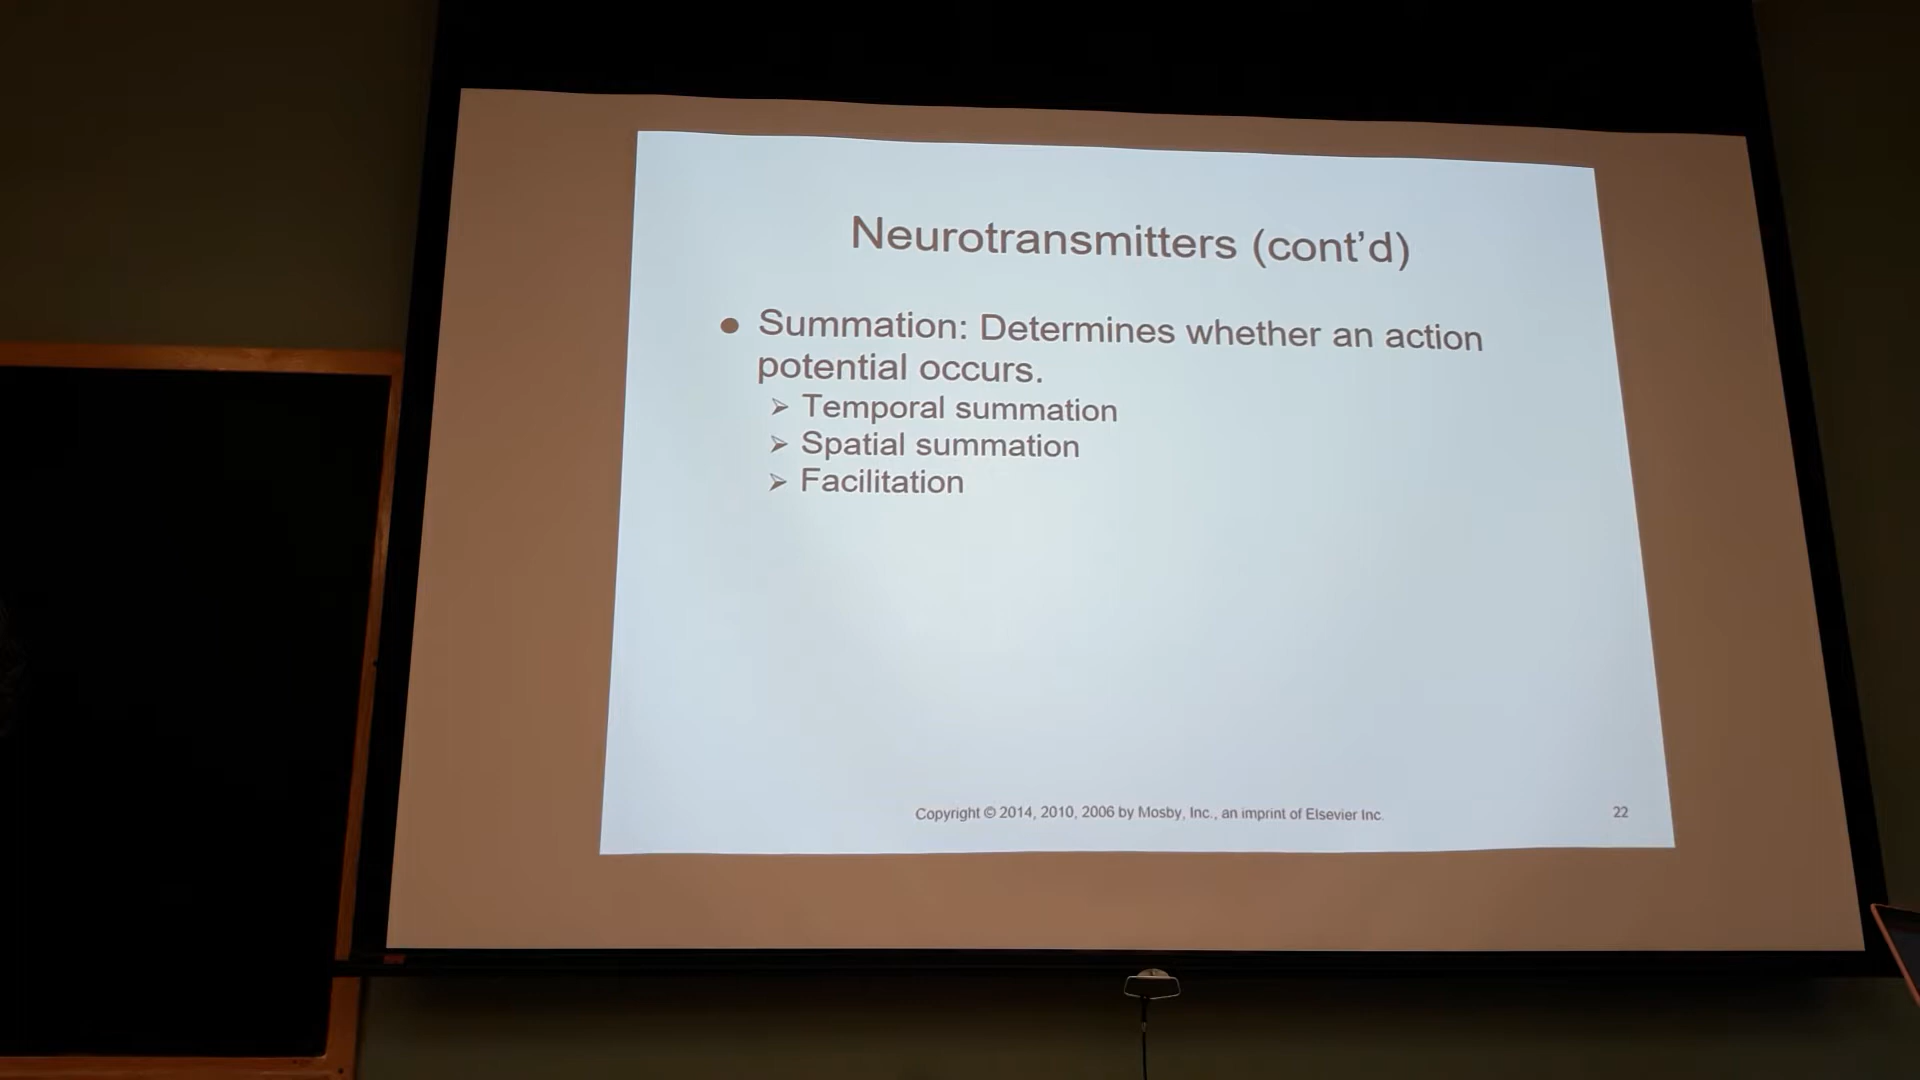 Neurotransmitters (cont’d)
● Summation: Determines whether an action
potential occurs.
➢ Temporal summation
➢ Spatial summation
➢ Facilitation
Copyright © 2014, 2010, 2006 by Mosby, Inc., an imprint of Elsevier Inc.
22